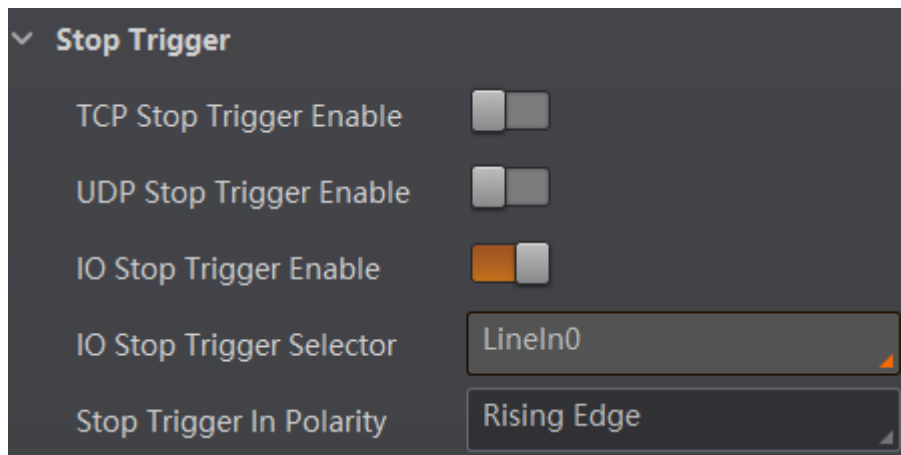 Stop Trigger
TCP Stop Trigger Enable
UDP Stop Trigger Enable
IO Stop Trigger Enable
IO Stop Trigger Selector LineIn0
Stop Trigger In Polarity Rising Edge